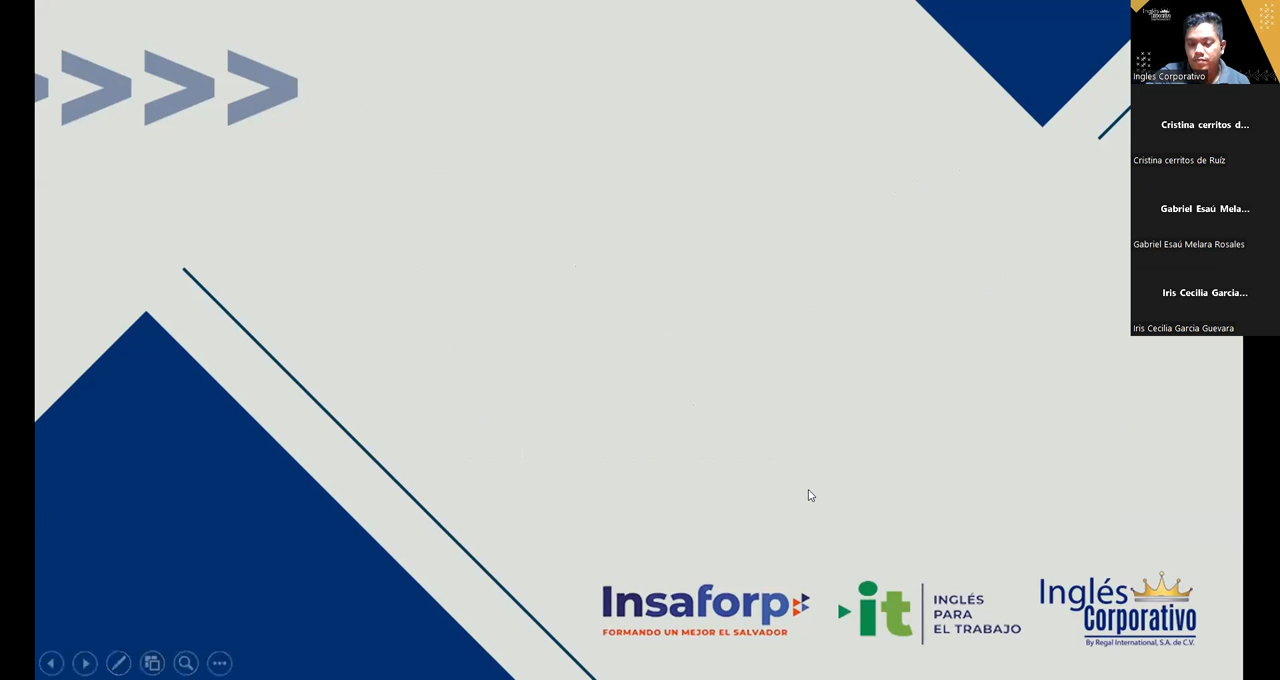 Inglés
Corporativo
Ingles Corporativo
Cristina cerritos d...
Cristina cerritos de Ruíz
Gabriel Esaú Mela...
Gabriel Esaú Melara Rosales
Iris Cecilia Garcia...
Iris Cecilia Garcia Guevara
Insaforp
FORMANDO UN MEJOR EL SALVADOR
it
INGLÉS
PARA
EL TRABAJO
Inglés
Corporativo
By Regal International, S.A. de C.V.